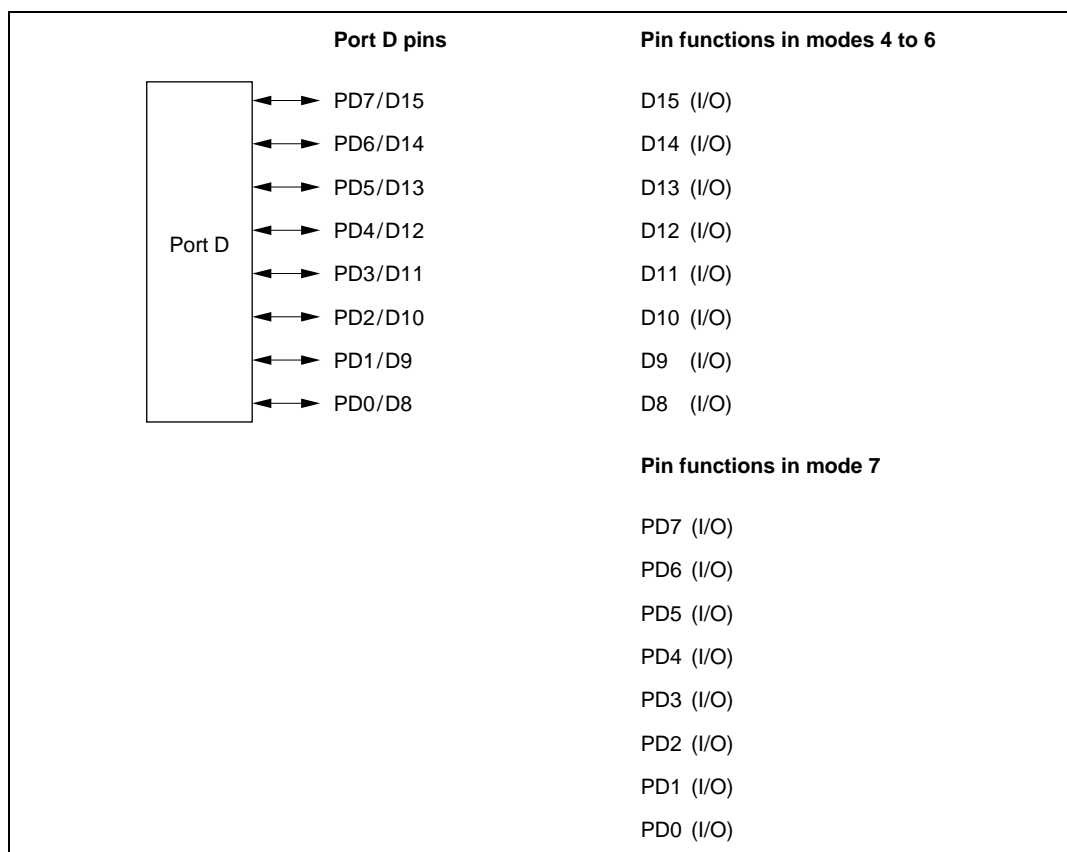 Port D pins Pin functions in modes 4 to 6
PD7/D15 D15 (I/O)
PD6/D14 D14 (I/O)
PD5/D13 D13 (I/O)
PD4/D12 D12 (I/O)
Port D
PD3/D11 D11 (I/O)
PD2/D10 D10 (I/O)
PD1/D9 D9 (I/O)
PD0/D8 D8 (I/O)
Pin functions in mode 7
PD7 (I/O)
PD6 (I/O)
PD5 (I/O)
PD4 (I/O)
PD3 (I/O)
PD2 (I/O)
PD1 (I/O)
PD0 (I/O)